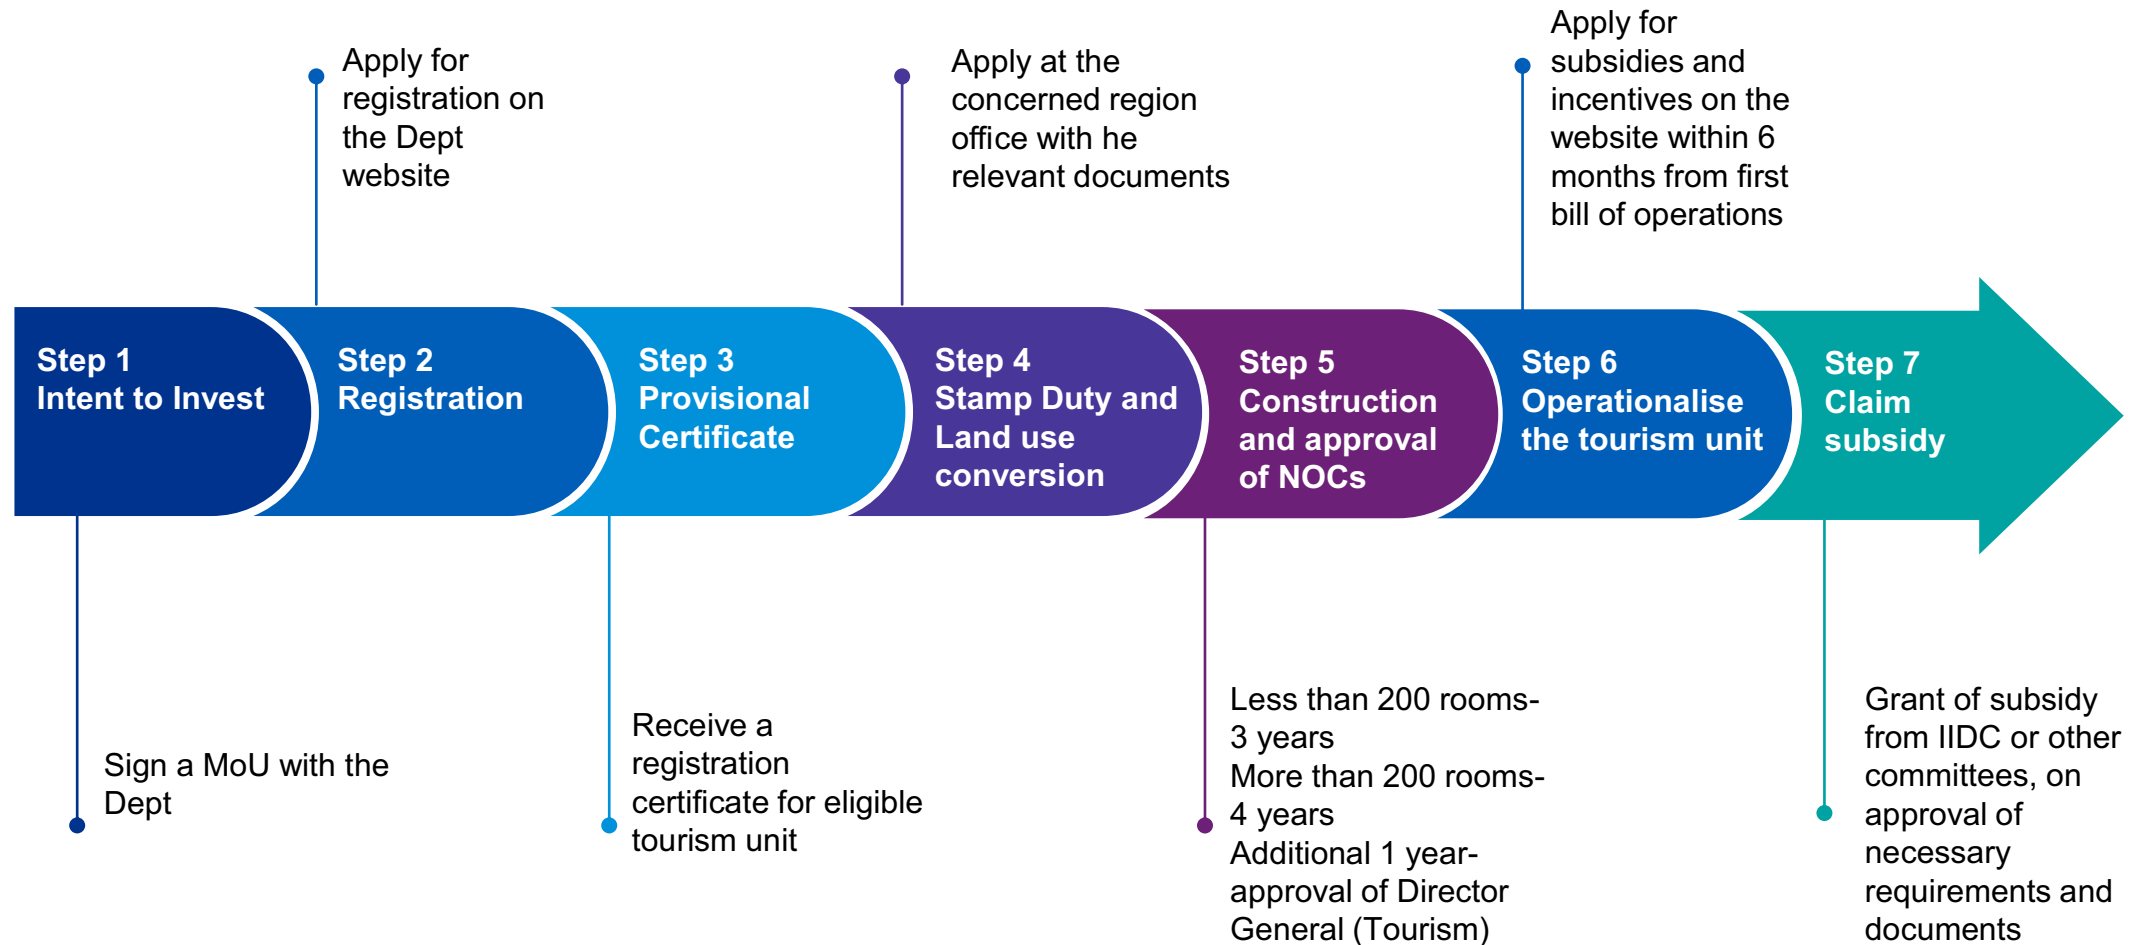 Apply for
registration on
the Dept
website
Apply at the
concerned region
office with he
relevant documents
Apply for
subsidies and
incentives on the
website within 6
months from first
bill of operations
Step 1
Intent to Invest
Step 2
Registration
Step 3
Provisional
Certificate
Step 4
Stamp Duty and
Land use
conversion
Step 5
Construction
and approval
of NOCs
Step 6
Operationalise
the tourism unit
Step 7
Claim
subsidy
Sign a MoU with the
Dept
Receive a
registration
certificate for eligible
tourism unit
Less than 200 rooms-
3 years
More than 200 rooms-
4 years
Additional 1 year-
approval of Director
General (Tourism)
Grant of subsidy
from IIDC or other
committees, on
approval of
necessary
requirements and
documents